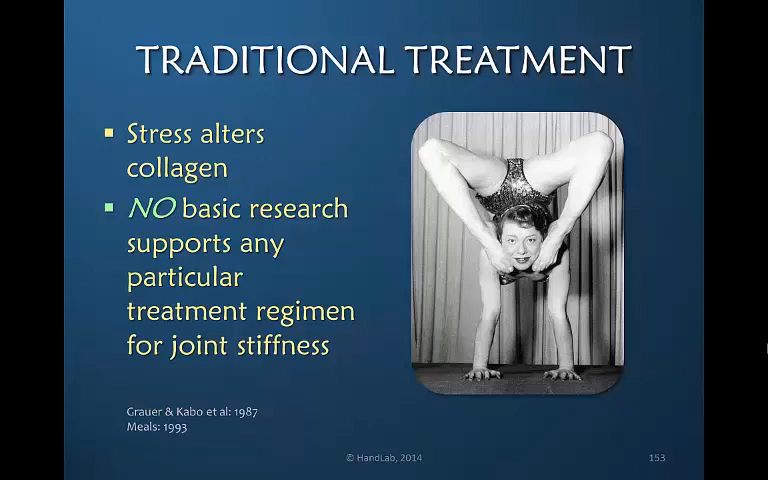 TRADITIONAL TREATMENT
▪ Stress alters
collagen
▪ NO basic research
supports any
particular
treatment regimen
for joint stiffness
Grauer & Kabo et al: 1987
Meals: 1993
© HandLab, 2014
153